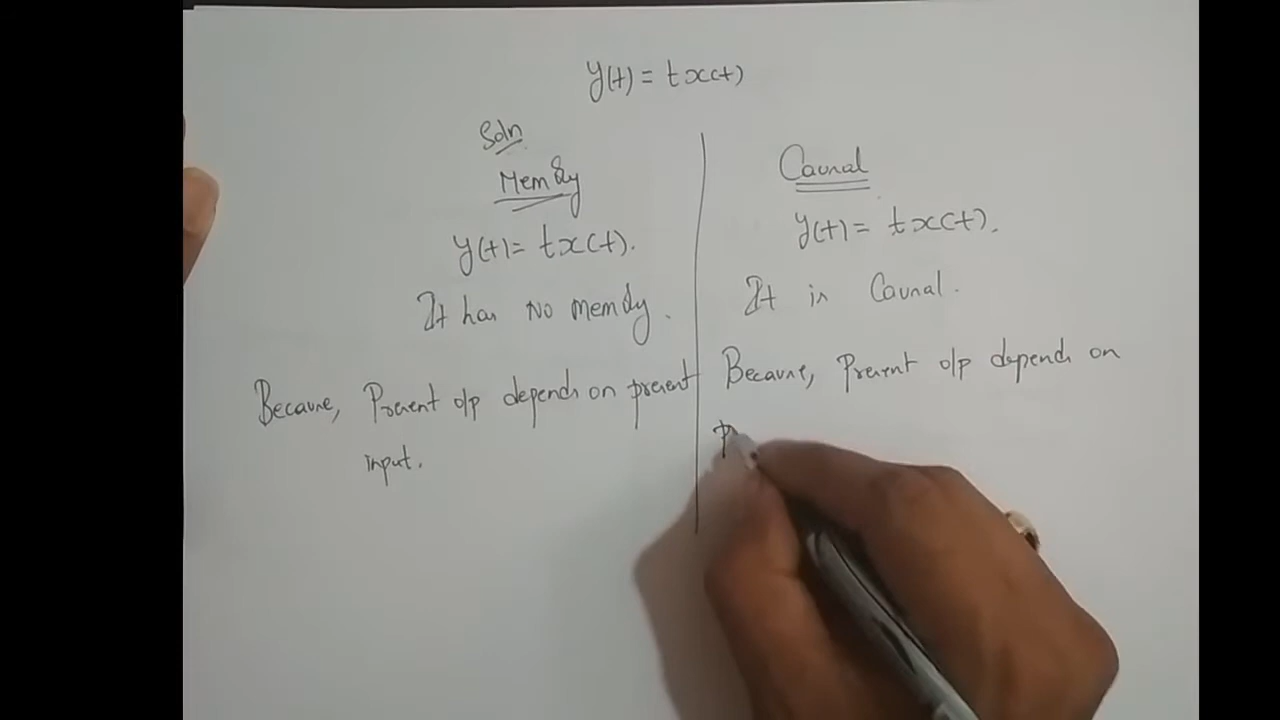 y(t) = tx(t)
Soln
Memory
y(t) = tx(t).
It has No memory.
Because, Present o/p depends on present
input.
Causal
y(t) = tx(t).
It is Causal.
Because, Present o/p depends on